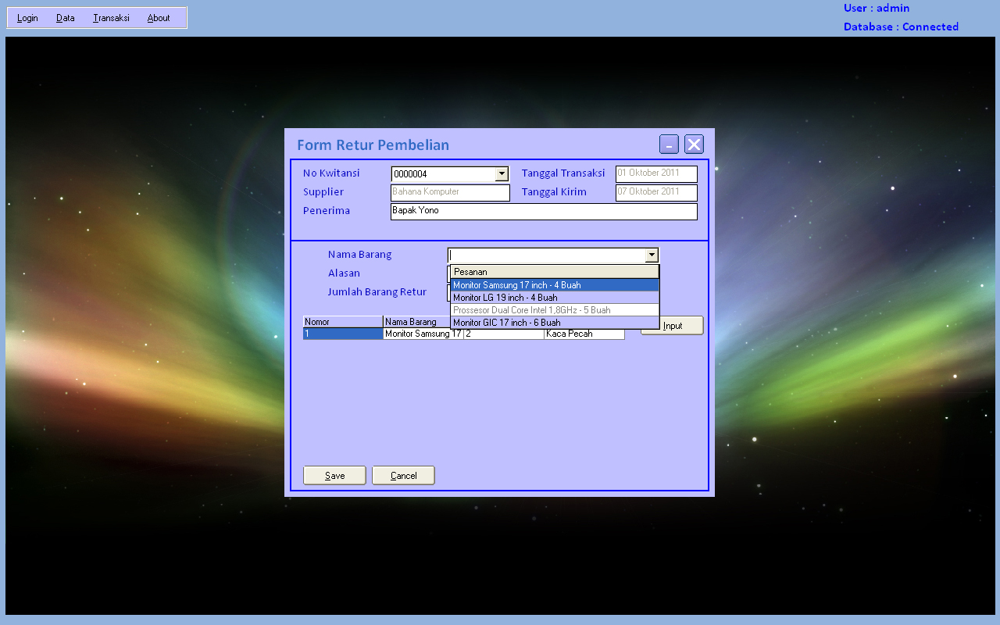 Login Data Transaksi About
User : admin
Database : Connected
Form Retur Pembelian
No Kwitansi 0000004 Tanggal Transaksi 01 Oktober 2011
Supplier Bahana Komputer Tanggal Kirim 07 Oktober 2011
Penerima Bapak Yono
Nama Barang
Alasan
Jumlah Barang Retur
Pesanan
Monitor Samsung 17 inch - 4 Buah
Monitor LG 19 inch - 4 Buah
Prossesor Dual Core Intel 1,8GHz - 5 Buah
Monitor GIC 17 inch - 6 Buah
Nomor Nama Barang
1 Monitor Samsung 17 2 Kaca Pecah
Input
Save Cancel